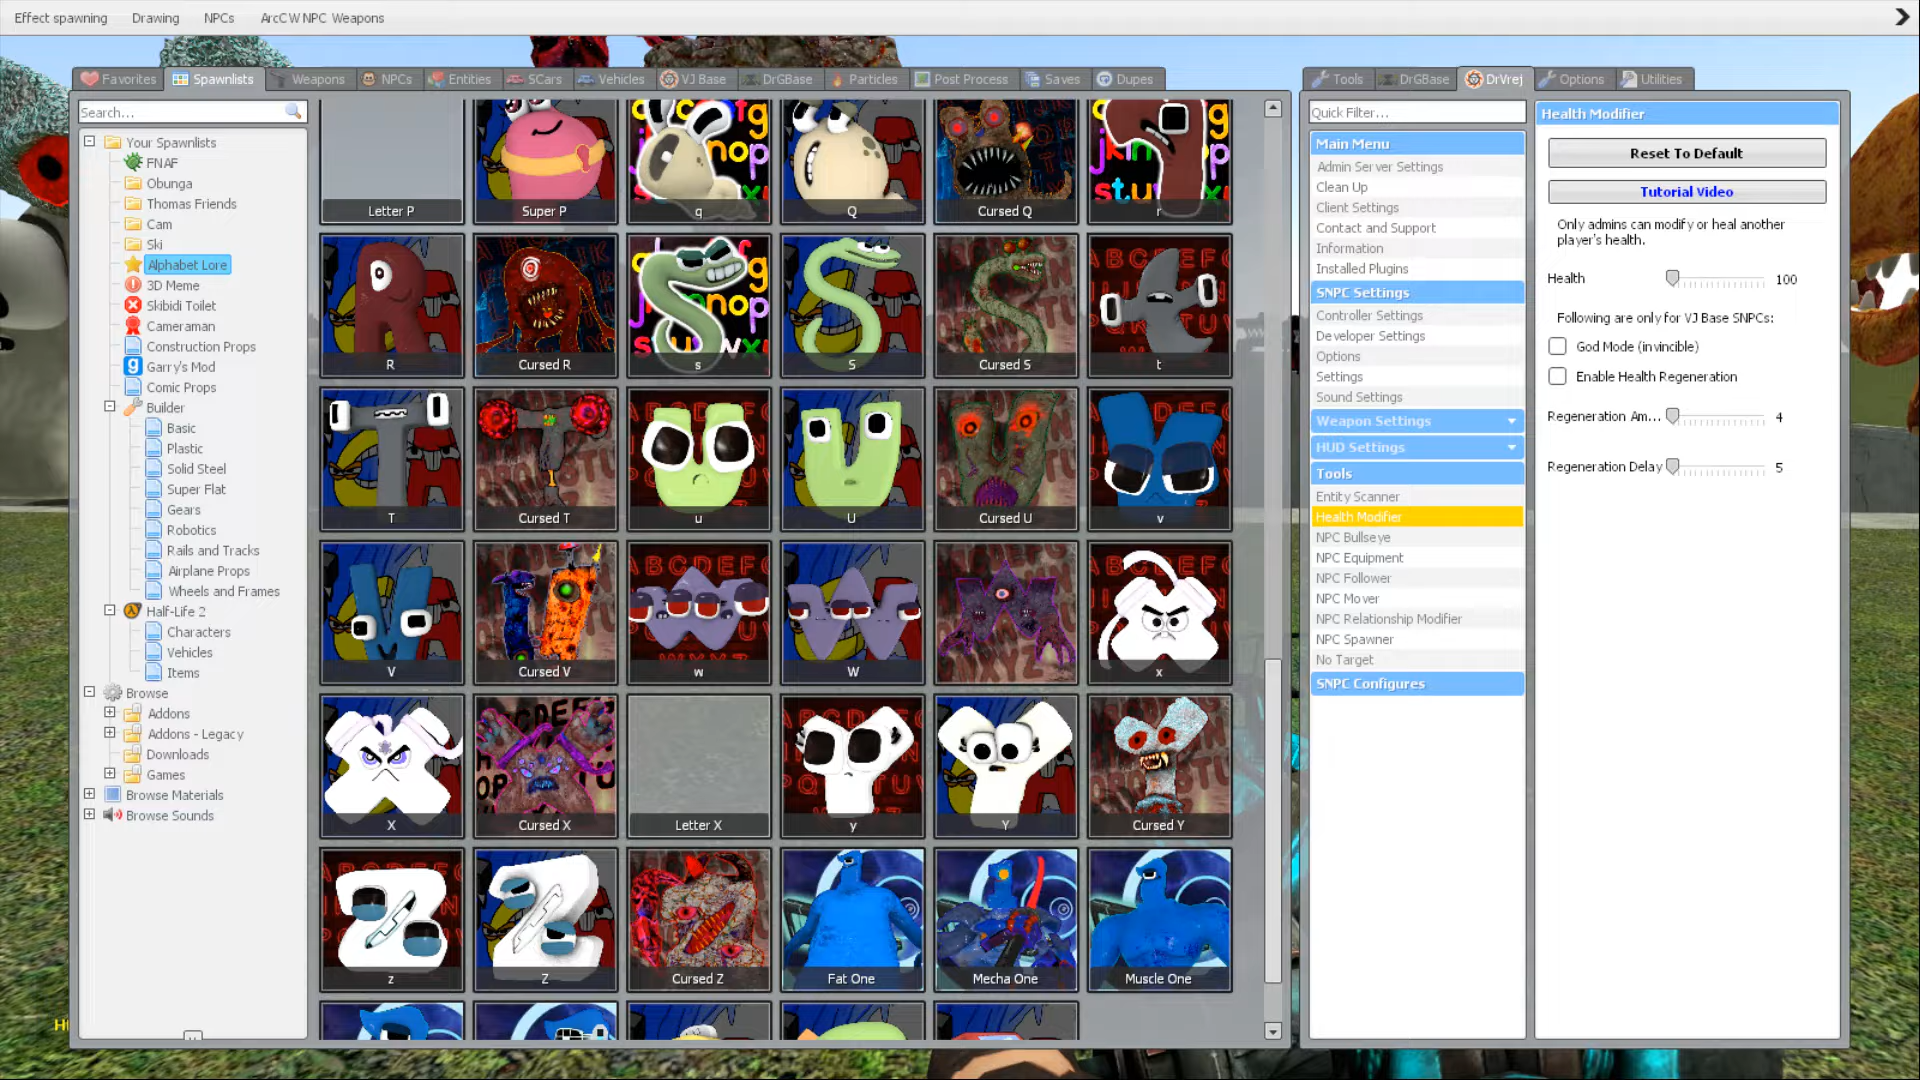 Effect spawning Drawing NPCs ArcCW NPC Weapons
Favorites Spawnlists Weapons NPCs Entities SCars Vehicles VJ Base DrGBase Particles Post Process Saves Dupes
Search...
Your Spawnlists
FNAF
Obunga
Thomas Friends
Cam
Ski
Alphabet Lore
3D Meme
Skibidi Toilet
Cameraman
Construction Props
Garry's Mod
Comic Props
Builder
Basic
Plastic
Solid Steel
Super Flat
Gears
Robotics
Rails and Tracks
Airplane Props
Wheels and Frames
Half-Life 2
Characters
Vehicles
Items
Browse
Addons
Addons - Legacy
Downloads
Games
Browse Materials
Browse Sounds
Letter P Super P q Q Cursed Q r
R Cursed R s S Cursed S t
T Cursed T u U Cursed U v
V Cursed V w W x
X Cursed X Letter X y Y Cursed Y
z Z Cursed Z Fat One Mecha One Muscle One
Tools DrGBase DrVrej Options Utilities
Quick Filter...
Main Menu
Admin Server Settings
Clean Up
Client Settings
Contact and Support
Information
Installed Plugins
SNPC Settings
Controller Settings
Developer Settings
Options
Settings
Sound Settings
Weapon Settings
HUD Settings
Tools
Entity Scanner
Health Modifier
NPC Bullseye
NPC Equipment
NPC Follower
NPC Mover
NPC Relationship Modifier
NPC Spawner
No Target
SNPC Configures
Health Modifier
Reset To Default
Tutorial Video
Only admins can modify or heal another
player's health.
Health 100
Following are only for VJ Base SNPCs:
God Mode (invincible)
Enable Health Regeneration
Regeneration Am... 4
Regeneration Delay 5